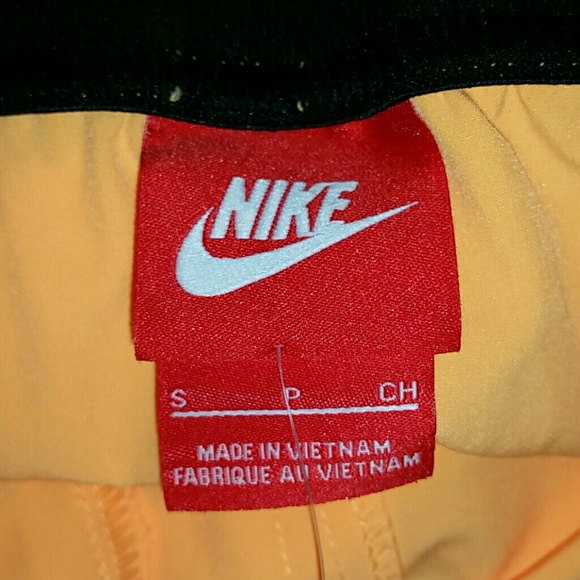 NIKE
S P CH
MADE IN VIETNAM
FABRIQUE AU VIETNAM